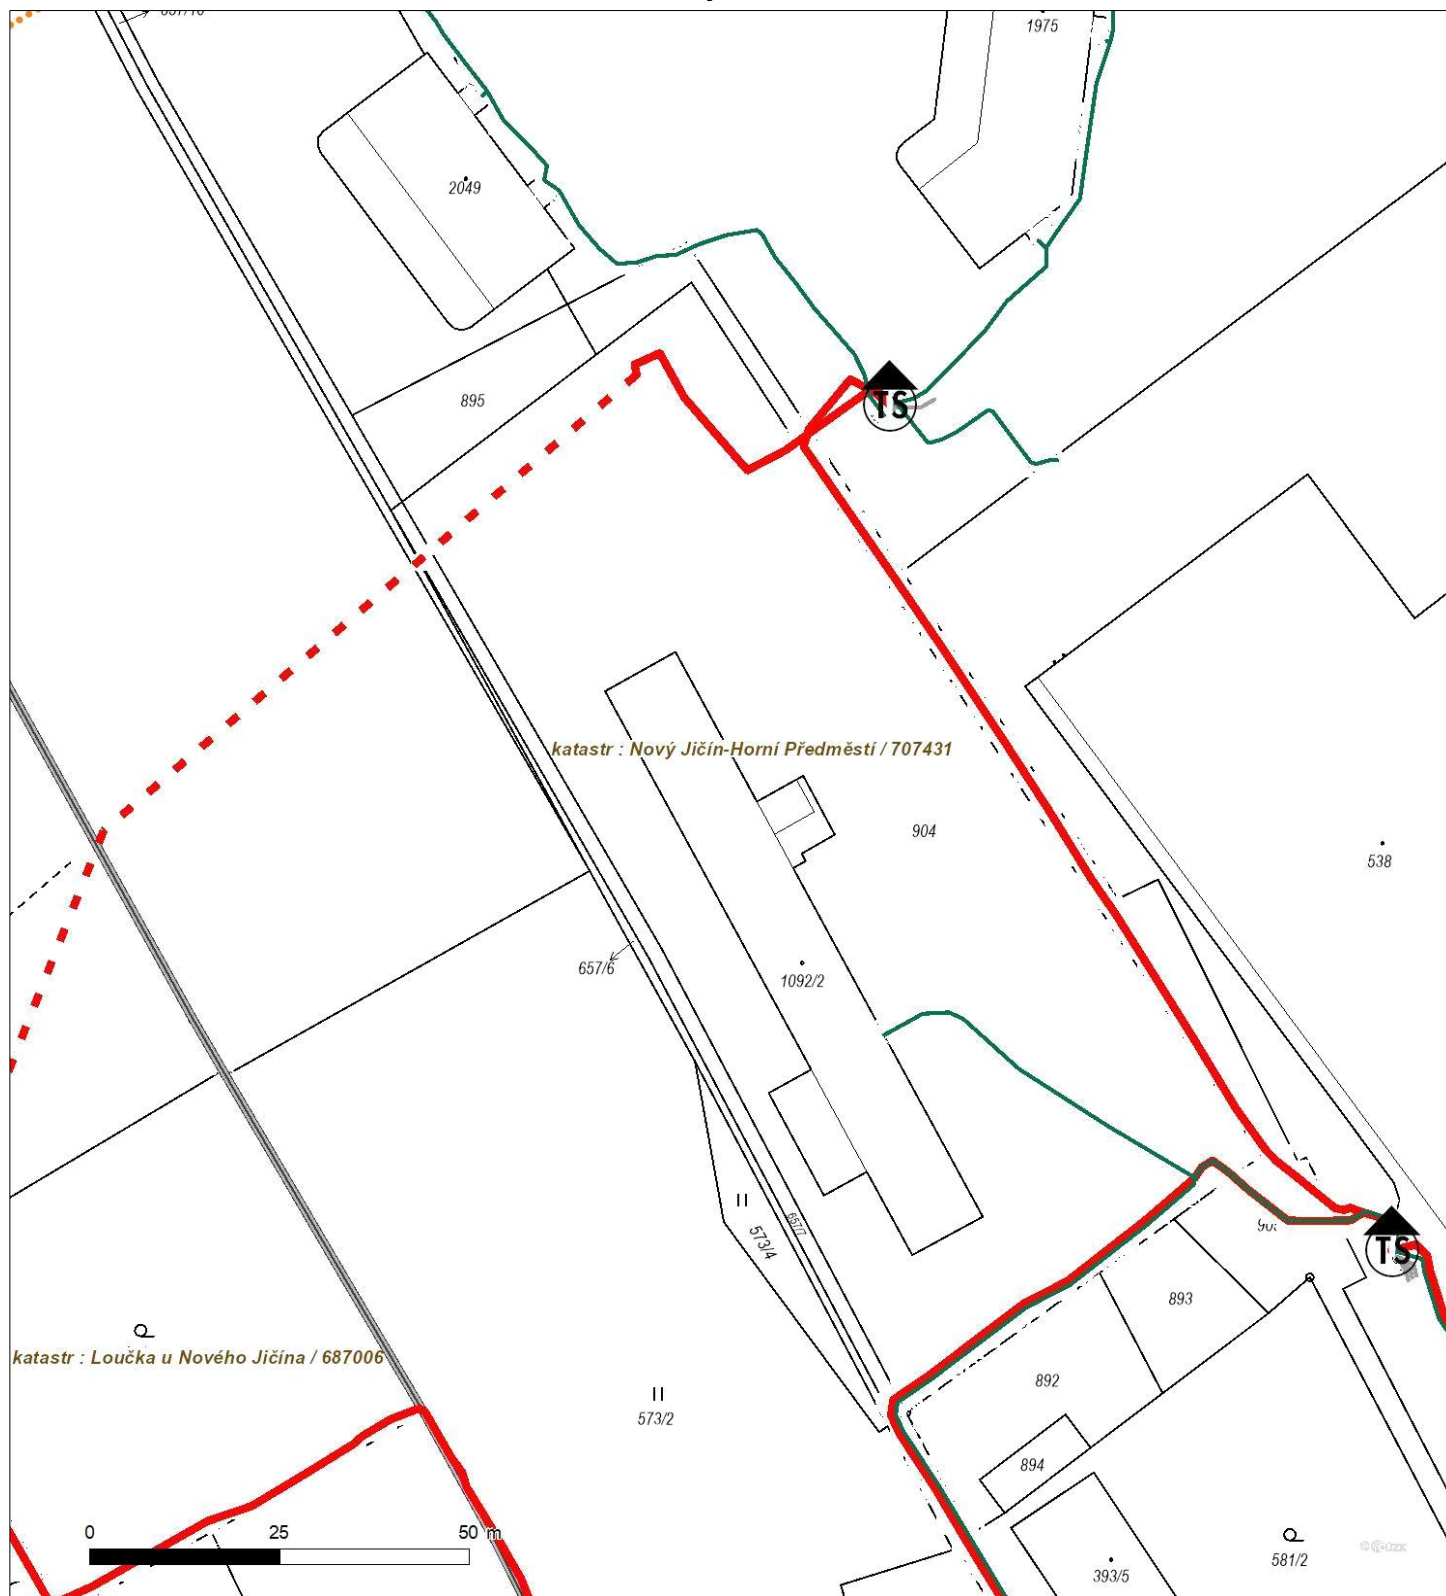 1975
2049
895
TS
katastr : Nový Jičín-Horní Předměstí / 707431
904
538
657/6
1092/2
573/4
657/7
TS
893
katastr : Loučka u Nového Jičína / 687006
892
573/2
894
0 25 50 m
581/2
393/5
© ČÚZK